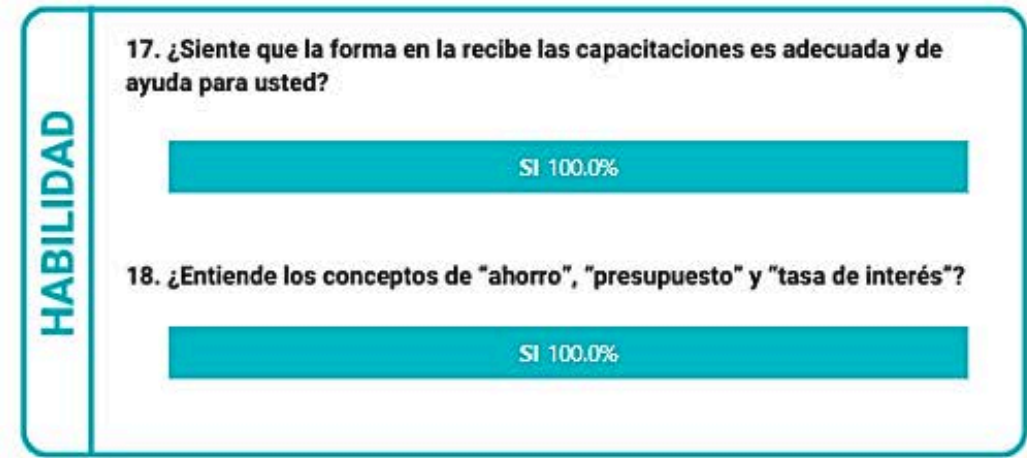 HABILIDAD
17. ¿Siente que la forma en la recibe las capacitaciones es adecuada y de
ayuda para usted?
SI 100.0%
18. ¿Entiende los conceptos de “ahorro”, “presupuesto” y “tasa de interés”?
SI 100.0%